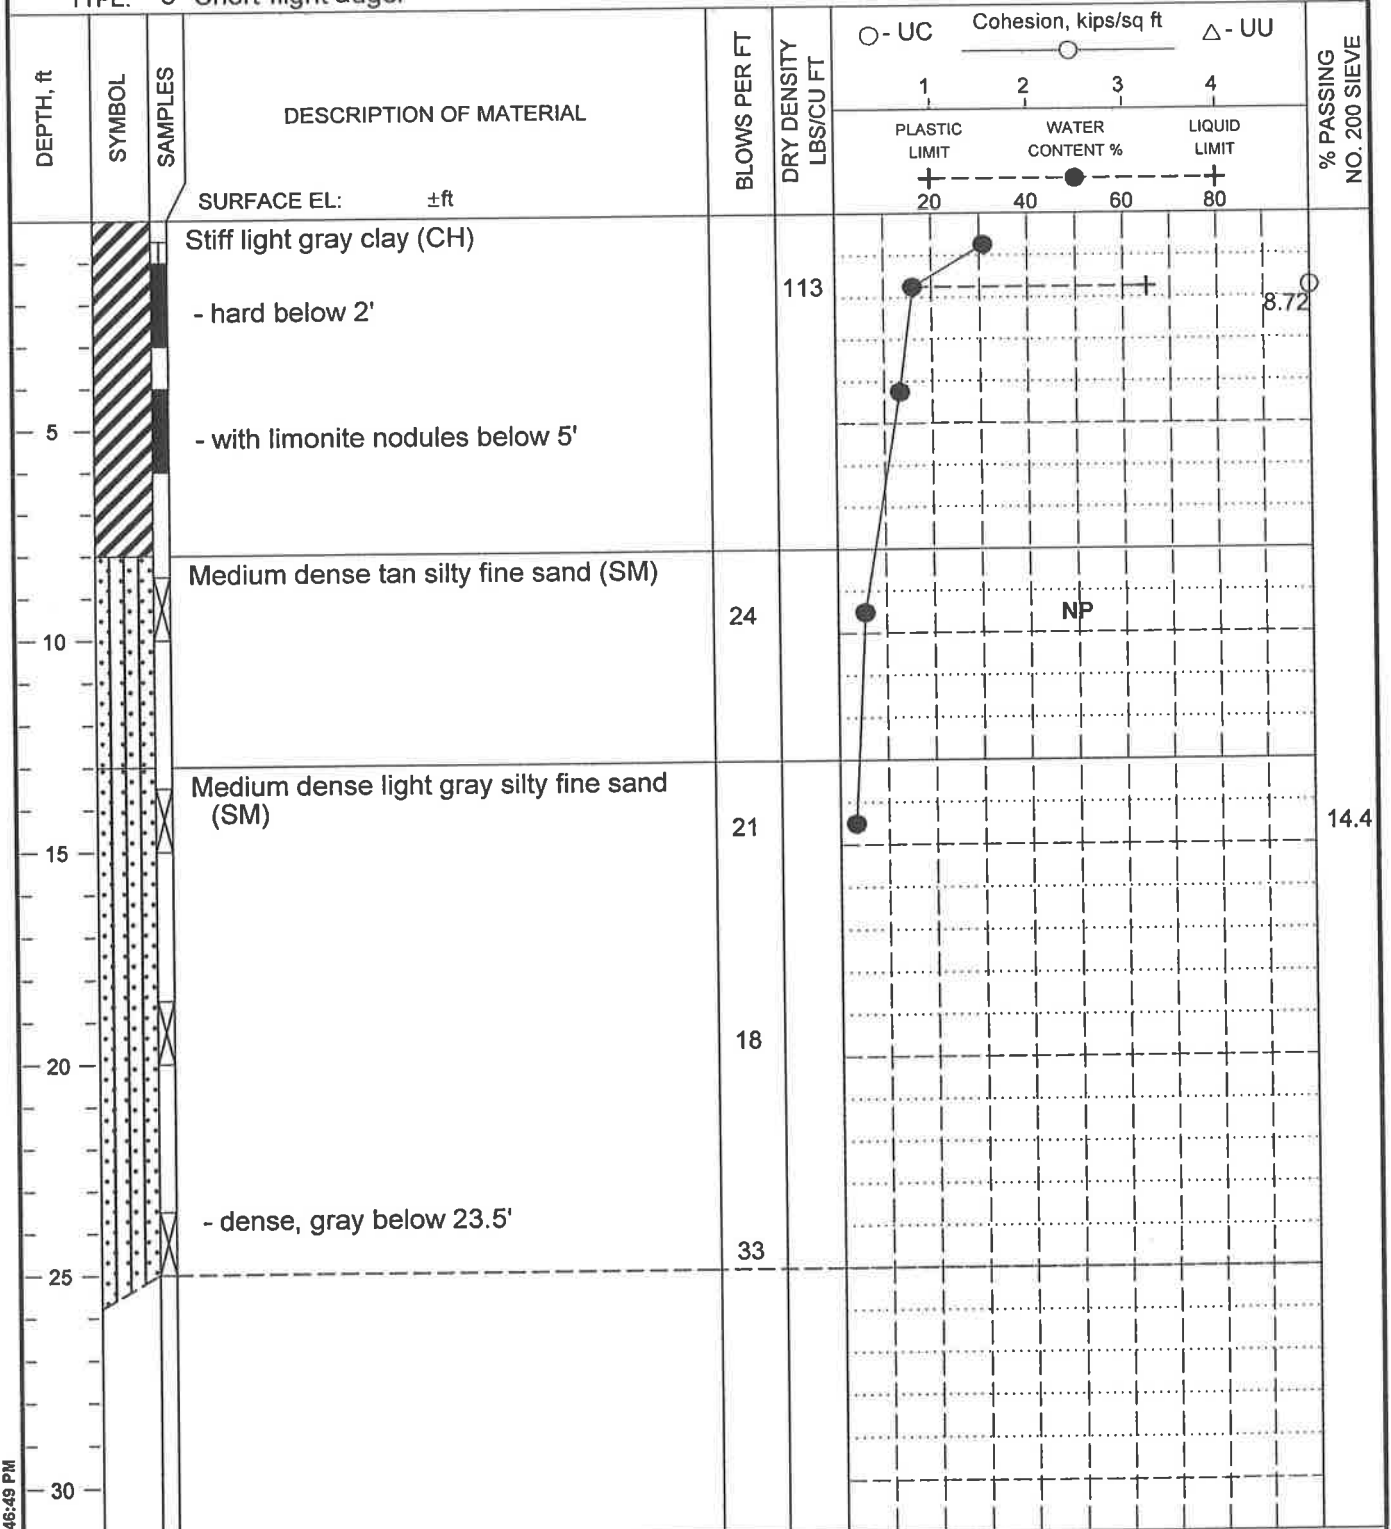 DEPTH, ft
SYMBOL
SAMPLES
DESCRIPTION OF MATERIAL
SURFACE EL: ±ft
BLOWS PER FT
DRY DENSITY
LBS/CU FT
O - UC Cohesion, kips/sq ft △ - UU
1 2 3 4
PLASTIC LIMIT
WATER CONTENT %
LIQUID LIMIT
20 40 60 80
% PASSING
NO. 200 SIEVE
Stiff light gray clay (CH)
113
8.72
- hard below 2'
5
- with limonite nodules below 5'
Medium dense tan silty fine sand (SM)
24
NP
10
Medium dense light gray silty fine sand
(SM)
21
14.4
15
18
20
- dense, gray below 23.5'
33
25
30
46:49 PM